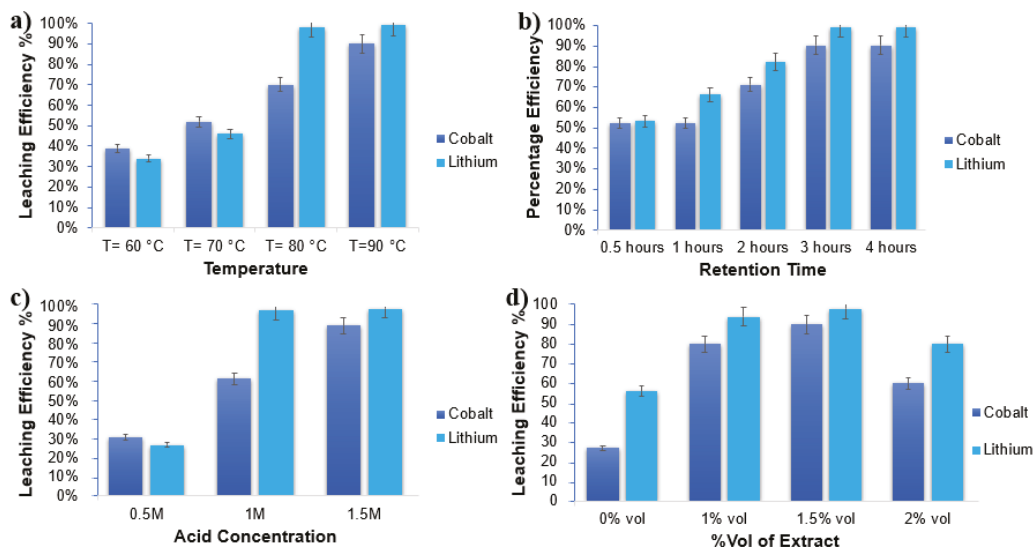 a)
Leaching Efficiency %
100%
90%
80%
70%
60%
50%
40%
30%
20%
10%
0%
T= 60 °C T= 70 °C T= 80 °C T=90 °C
Temperature
Cobalt
Lithium
b)
Percentage Efficiency
100%
90%
80%
70%
60%
50%
40%
30%
20%
10%
0%
0.5 hours 1 hours 2 hours 3 hours 4 hours
Retention Time
Cobalt
Lithium
c)
Leaching Efficiency %
100%
90%
80%
70%
60%
50%
40%
30%
20%
10%
0%
0.5M 1M 1.5M
Acid Concentration
Cobalt
Lithium
d)
Leaching Efficiency %
100
90
80
70
60
50
40
30
20
10
0
0% vol 1% vol 1.5% vol 2% vol
%Vol of Extract
Cobalt
Lithium